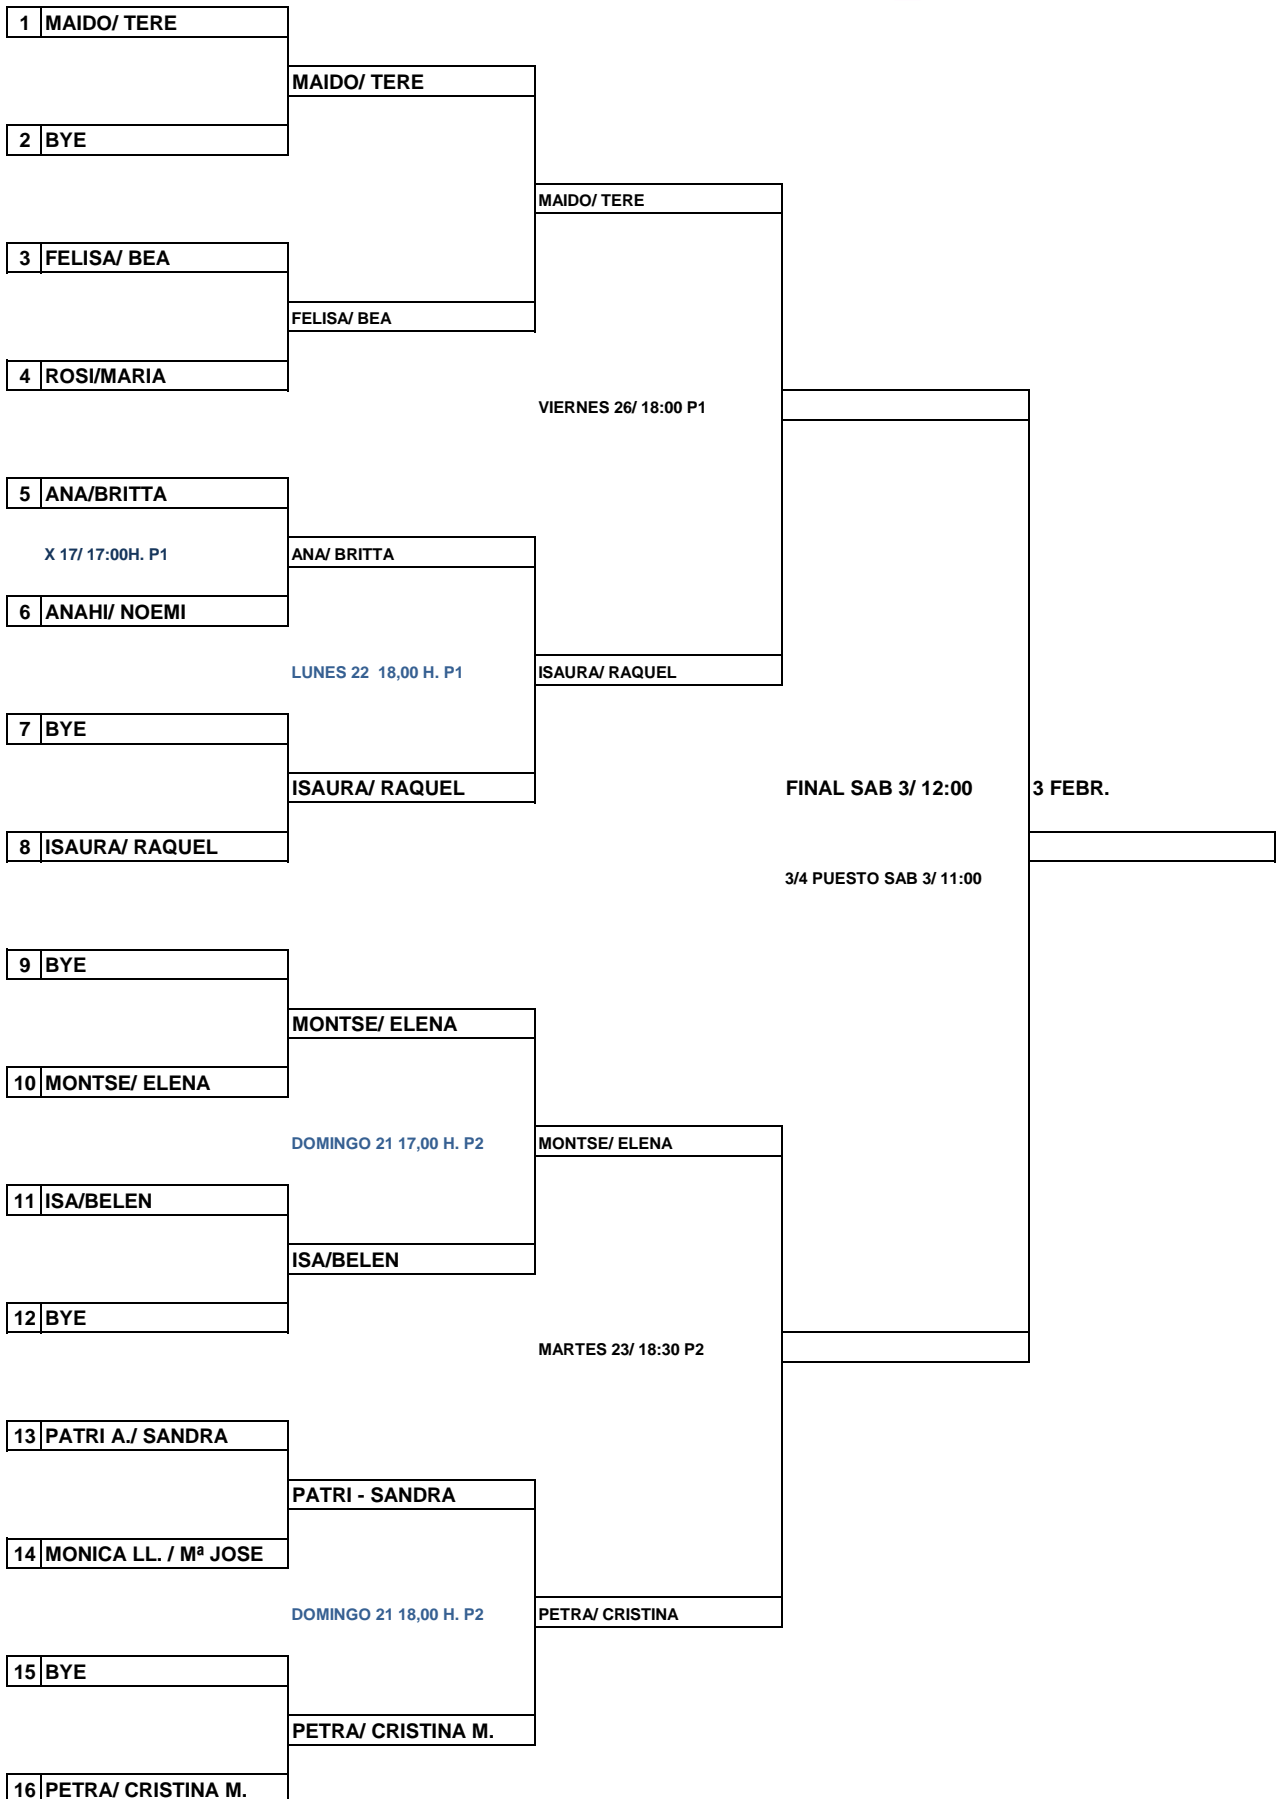 1 MAIDO/ TERE
MAIDO/ TERE
2 BYE
MAIDO/ TERE
3 FELISA/ BEA
FELISA/ BEA
4 ROSI/MARIA
VIERNES 26/ 18:00 P1
5 ANA/BRITTA
X 17/ 17:00H. P1
ANA/ BRITTA
6 ANAHI/ NOEMI
LUNES 22  18,00 H. P1
ISAURA/ RAQUEL
7 BYE
ISAURA/ RAQUEL
FINAL SAB 3/ 12:00
3 FEBR.
8 ISAURA/ RAQUEL
3/4 PUESTO SAB 3/ 11:00
9 BYE
MONTSE/ ELENA
10 MONTSE/ ELENA
DOMINGO 21 17,00 H. P2
MONTSE/ ELENA
11 ISA/BELEN
ISA/BELEN
12 BYE
MARTES 23/ 18:30 P2
13 PATRI A./ SANDRA
PATRI - SANDRA
14 MONICA LL. / Mª JOSE
DOMINGO 21 18,00 H. P2
PETRA/ CRISTINA
15 BYE
PETRA/ CRISTINA M.
16 PETRA/ CRISTINA M.